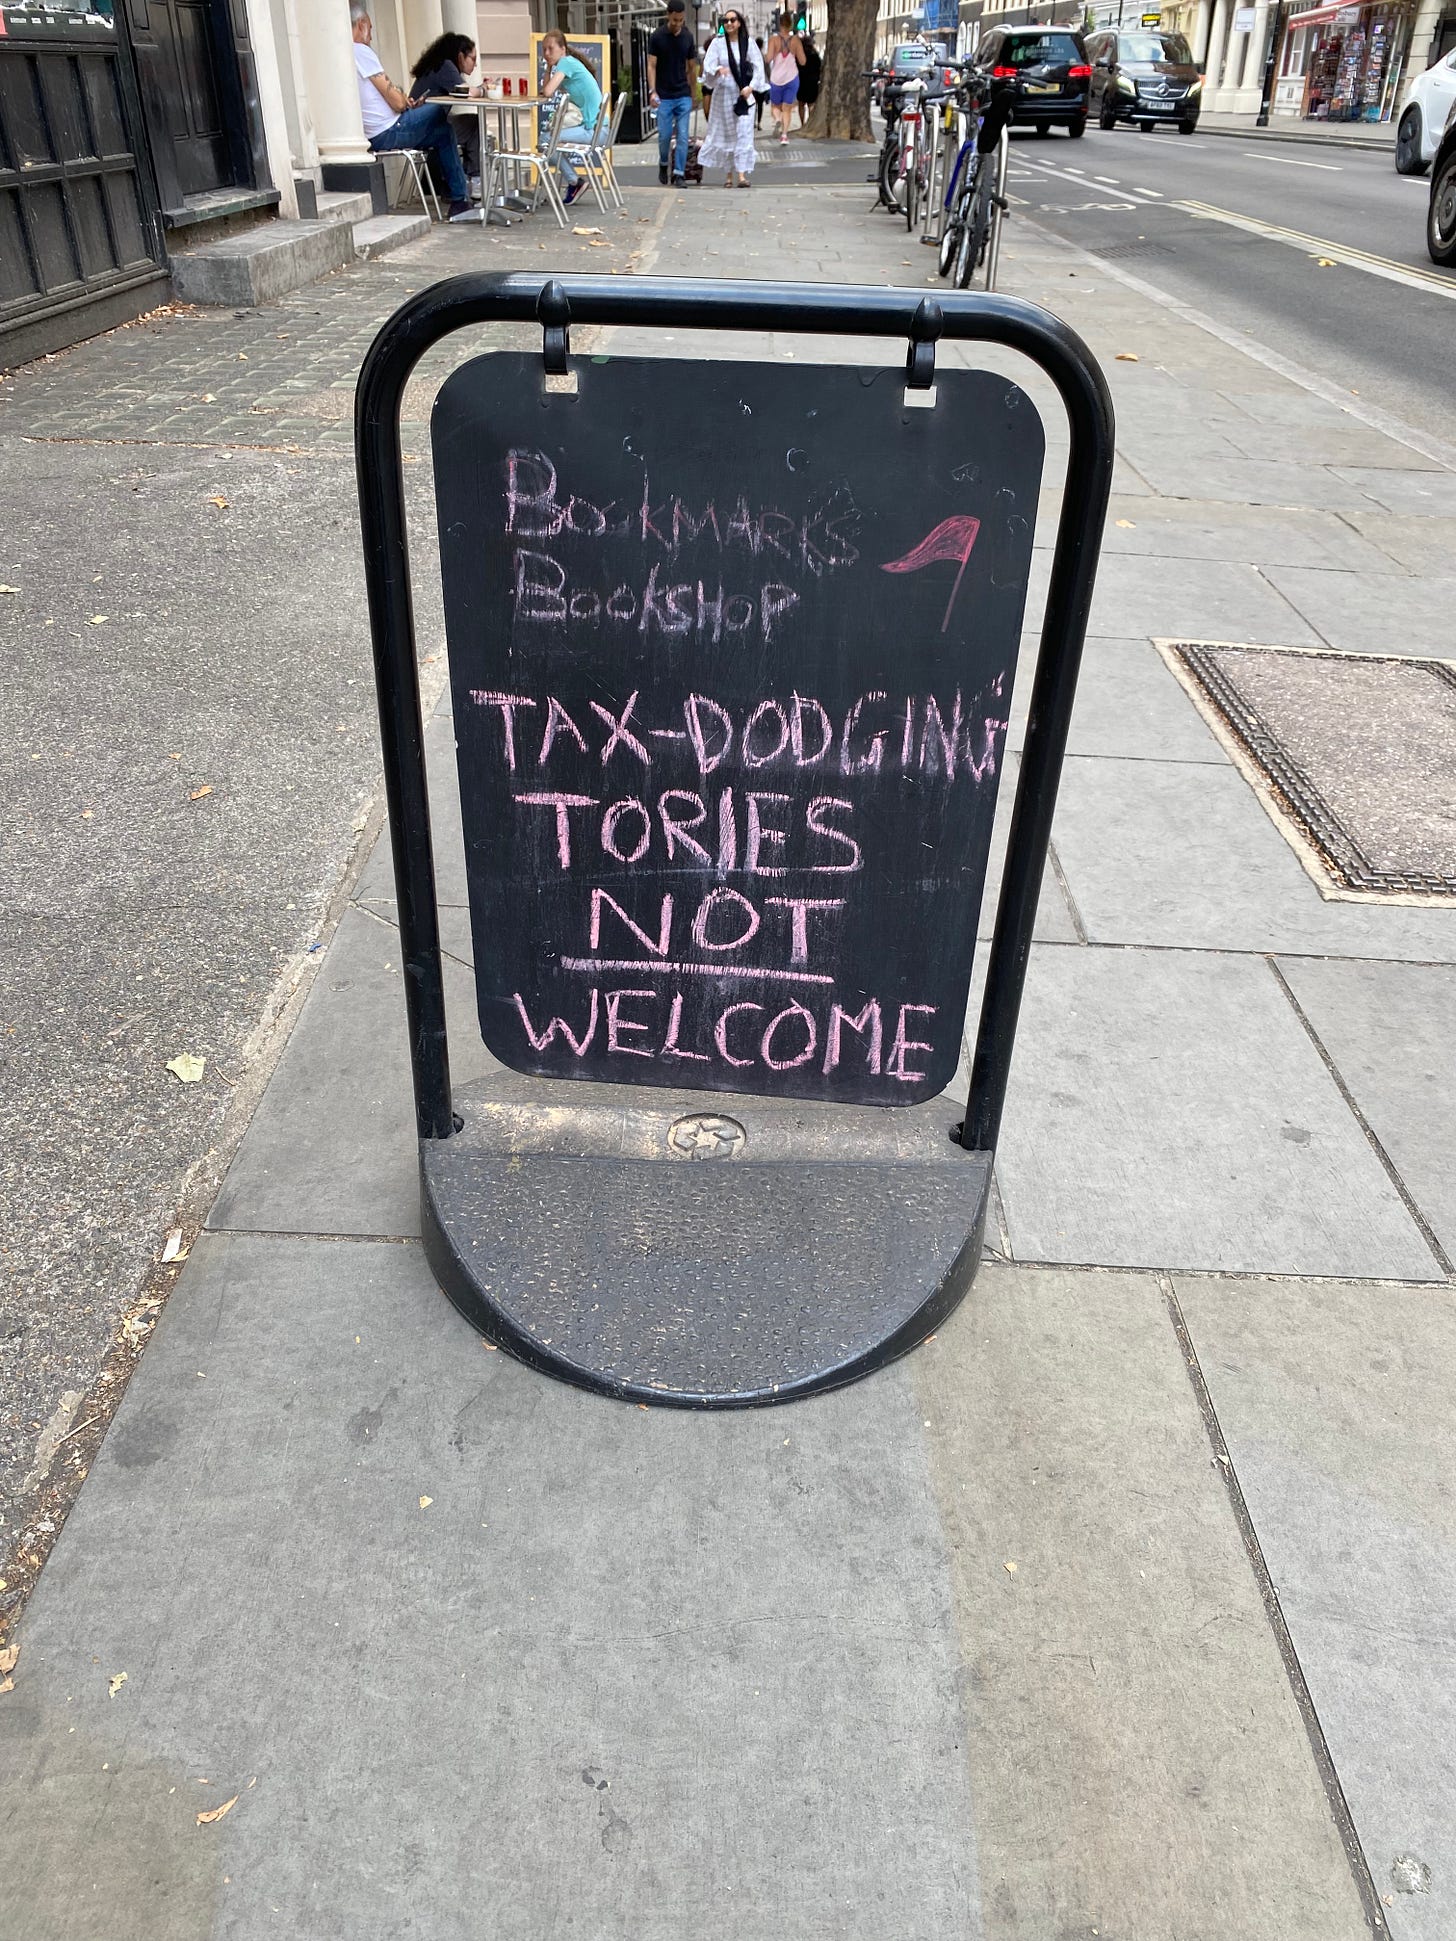 BOOKMARKS
BOOKSHOP
TAX-DODGING
TORIES
NOT
WELCOME